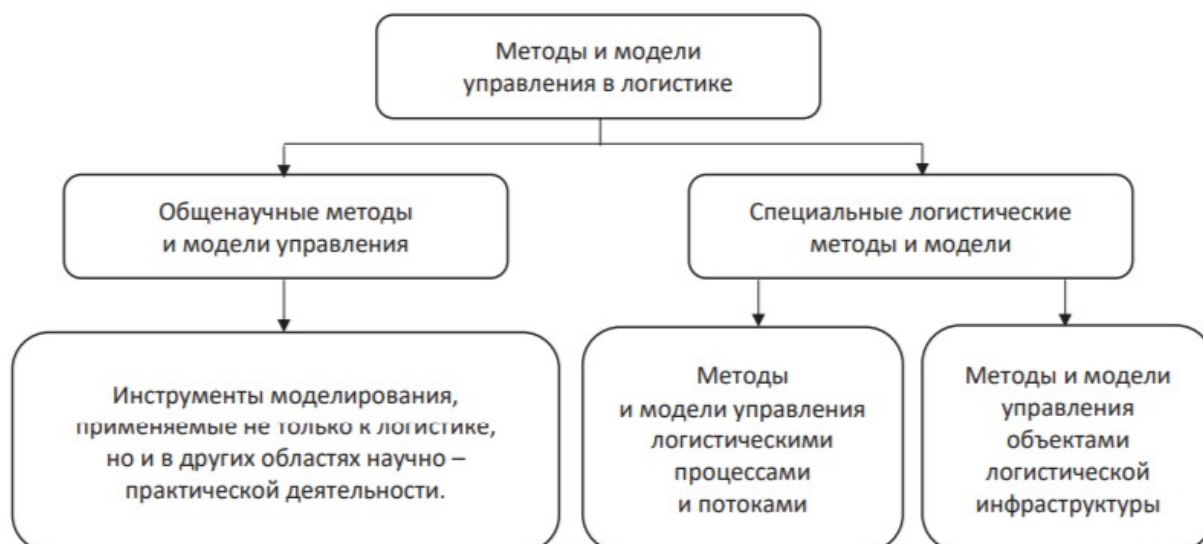 Методы и модели
управления в логистике
Общенаучные методы
и модели управления
Специальные логистические
методы и модели
Инструменты моделирования,
применяемые не только к логистике,
но и в других областях научно –
практической деятельности.
Методы
и модели управления
логистическими
процессами
и потоками
Методы и модели
управления
объектами
логистической
инфраструктуры